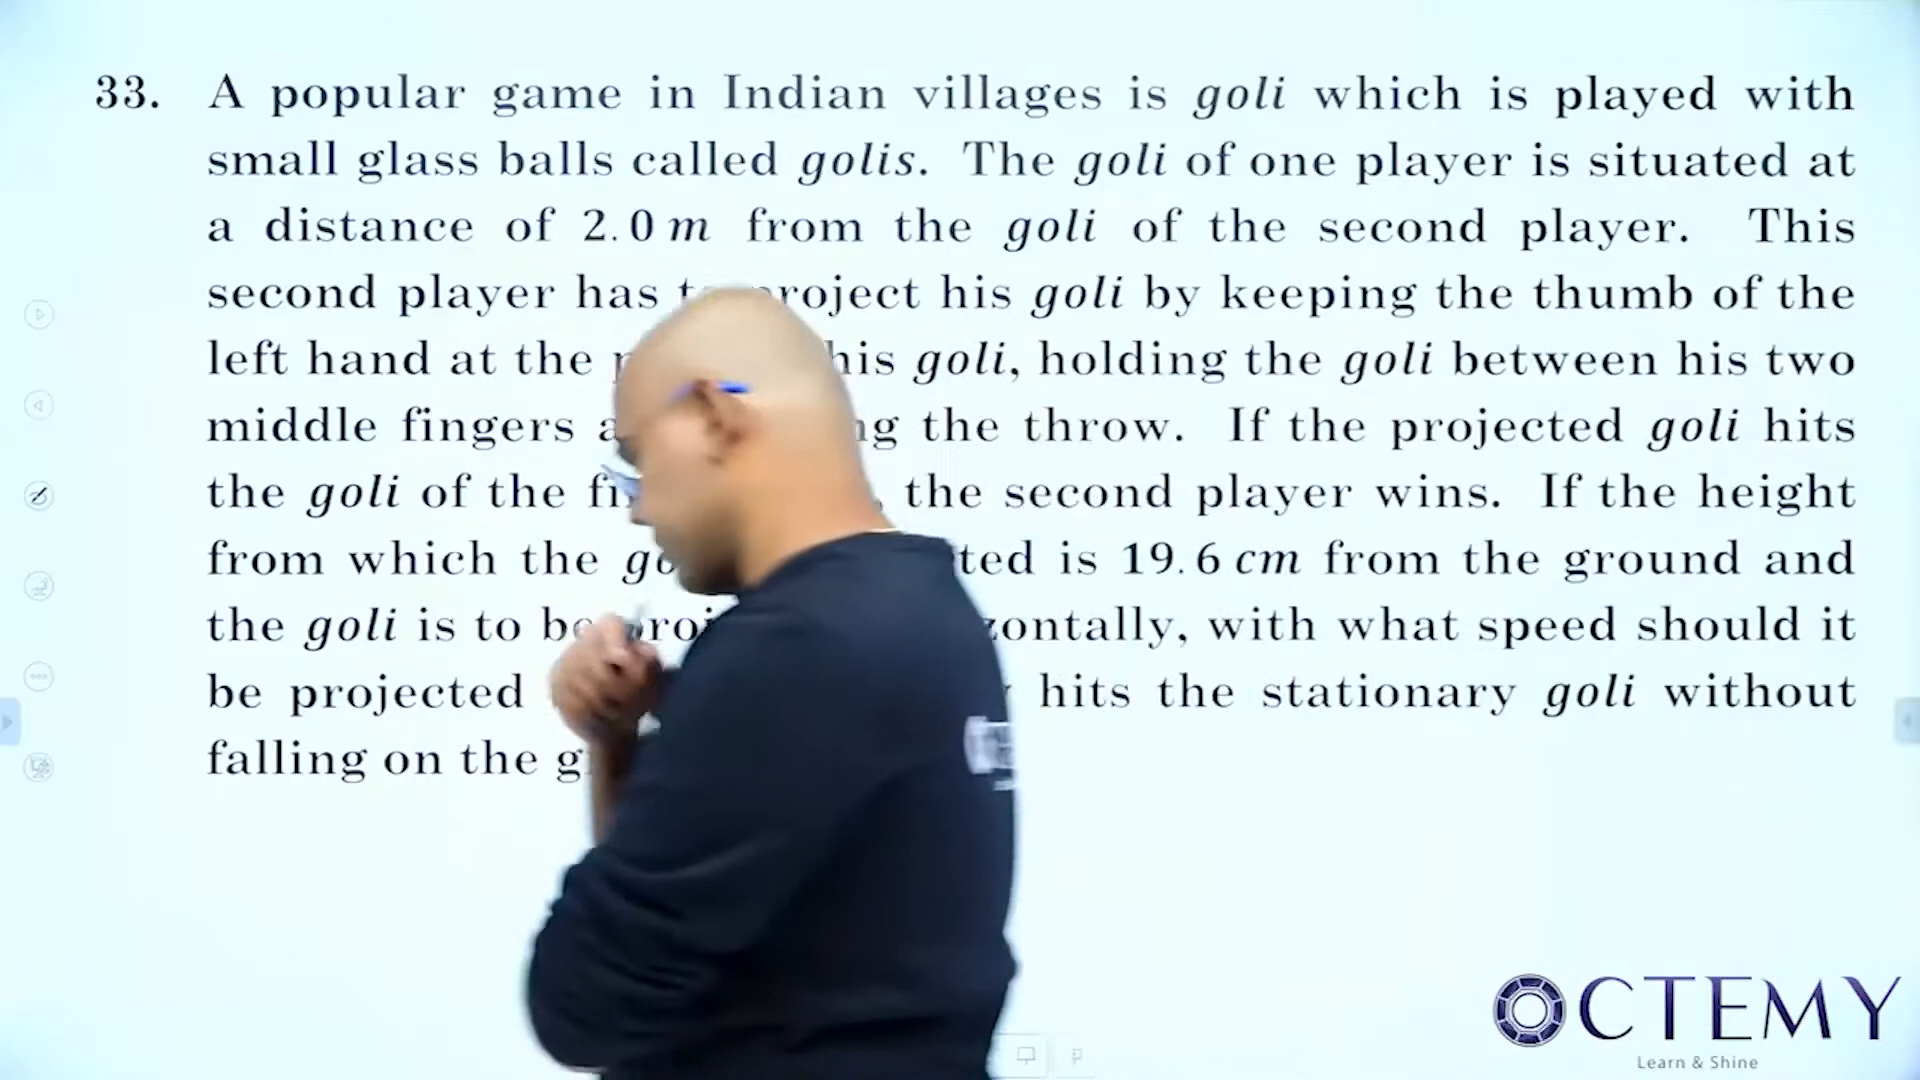 33. A popular game in Indian villages is goli which is played with
small glass balls called golis. The goli of one player is situated at
a distance of 2.0 m from the goli of the second player. This
second player has project his goli by keeping the thumb of the
left hand at the his goli, holding the goli between his two
middle fingers the throw. If the projected goli hits
the goli of the the second player wins. If the height
from which the is 19.6 cm from the ground and
the goli is to be with what speed should it
be projected hits the stationary goli without
falling on the
OCTEMY
Learn & Shine